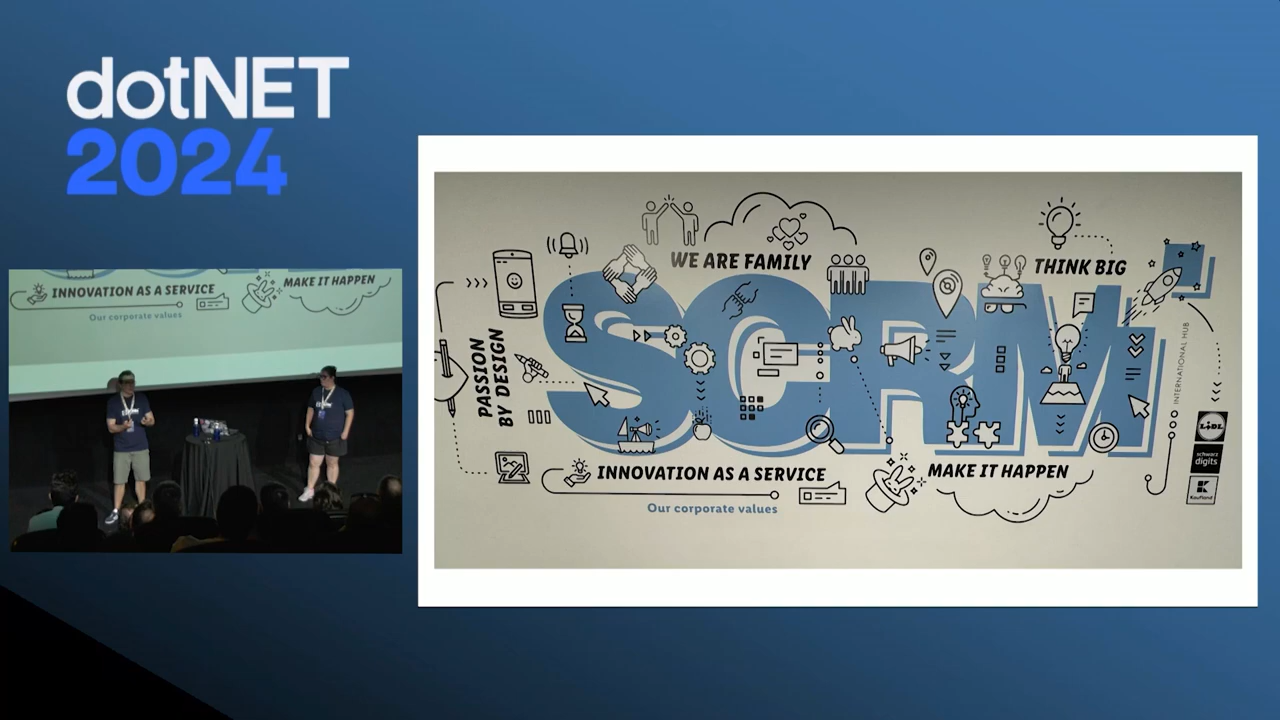 dotNET
2024
INNOVATION AS A SERVICE
MAKE IT HAPPEN
Our corporate values
WE ARE FAMILY
THINK BIG
PASSION
BY DESIGN
SCRM
INTERNATIONAL HUB
LIDL
schwarz
digits
Kaufland
INNOVATION AS A SERVICE
MAKE IT HAPPEN
Our corporate values